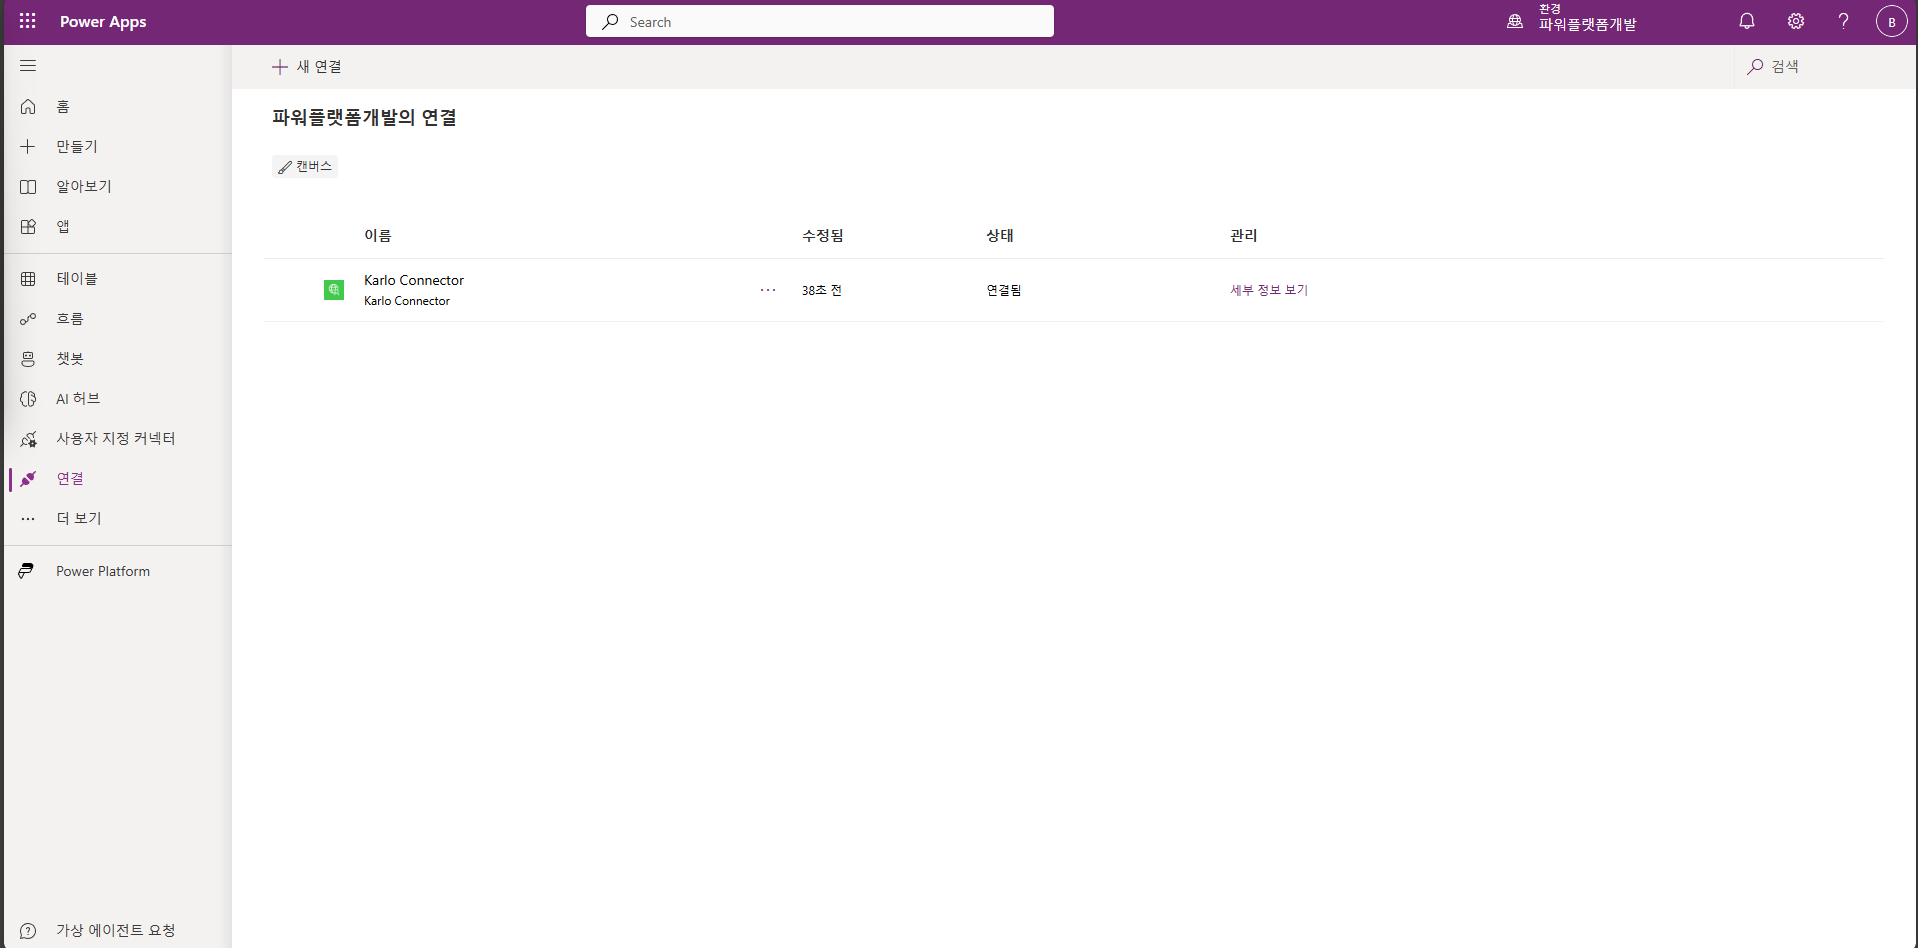 Power Apps
Search
환경
파워플랫폼개발
B
새 연결
검색
홈
만들기
알아보기
앱
테이블
흐름
챗봇
AI 허브
사용자 지정 커넥터
연결
더 보기
Power Platform
가상 에이전트 요청
파워플랫폼개발의 연결
캔버스
이름 수정됨 상태 관리
Karlo Connector ... 38초 전 연결됨 세부 정보 보기
Karlo Connector